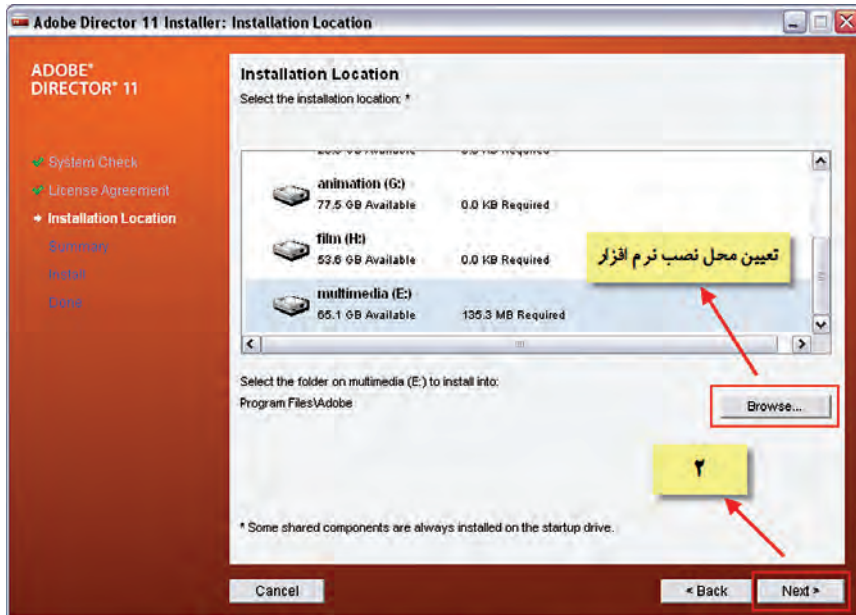 Adobe Director 11 Installer: Installation Location
ADOBE®
DIRECTOR® 11
System Check
License Agreement
Installation Location
Summary
Install
Done
Installation Location
Select the installation location: *
animation (G:)
77.5 GB Available 0.0 KB Required
film (H:)
53.6 GB Available 0.0 KB Required
multimedia (E:)
65.1 GB Available 135.3 MB Required
تعیین محل نصب نرم افزار
Select the folder on multimedia (E:) to install into:
Program Files\Adobe
Browse...
۲
* Some shared components are always installed on the startup drive.
Cancel
< Back
Next >